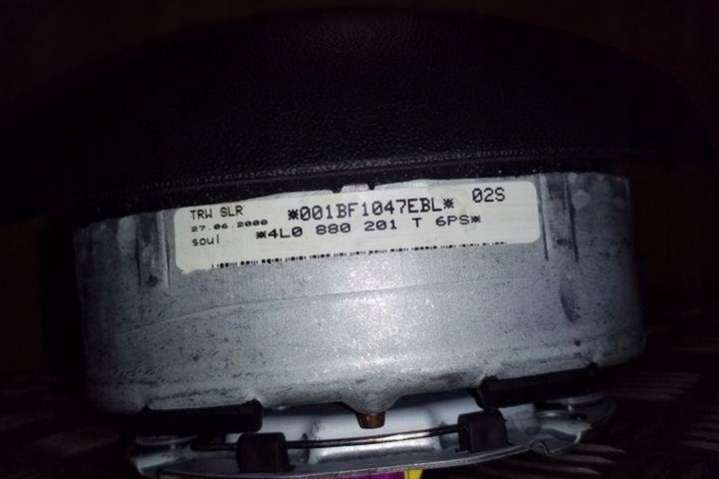 TRW SLR *001BF1047EBL* 02S
27.06.2008
soul *4L0 880 201 T 6PS*